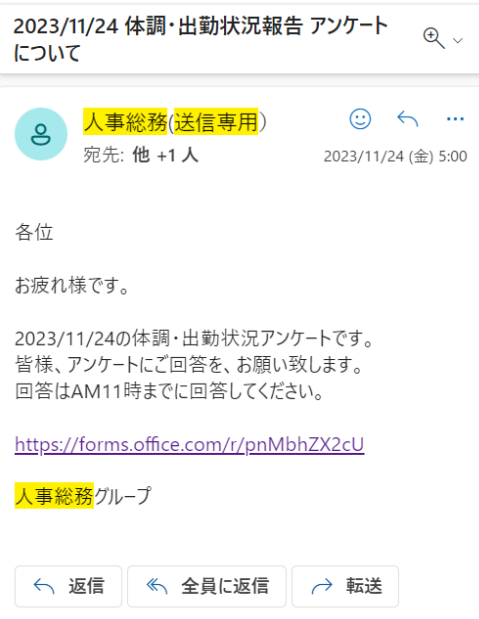 2023/11/24 体調・出勤状況報告 アンケート
について
人事総務(送信専用)
宛先: 他 +1 人
2023/11/24 (金) 5:00
各位
お疲れ様です。
2023/11/24の体調・出勤状況アンケートです。
皆様、アンケートにご回答を、お願い致します。
回答はAM11時までに回答してください。
https://forms.office.com/r/pnMbhZX2cU
人事総務グループ
返信 全員に返信 転送